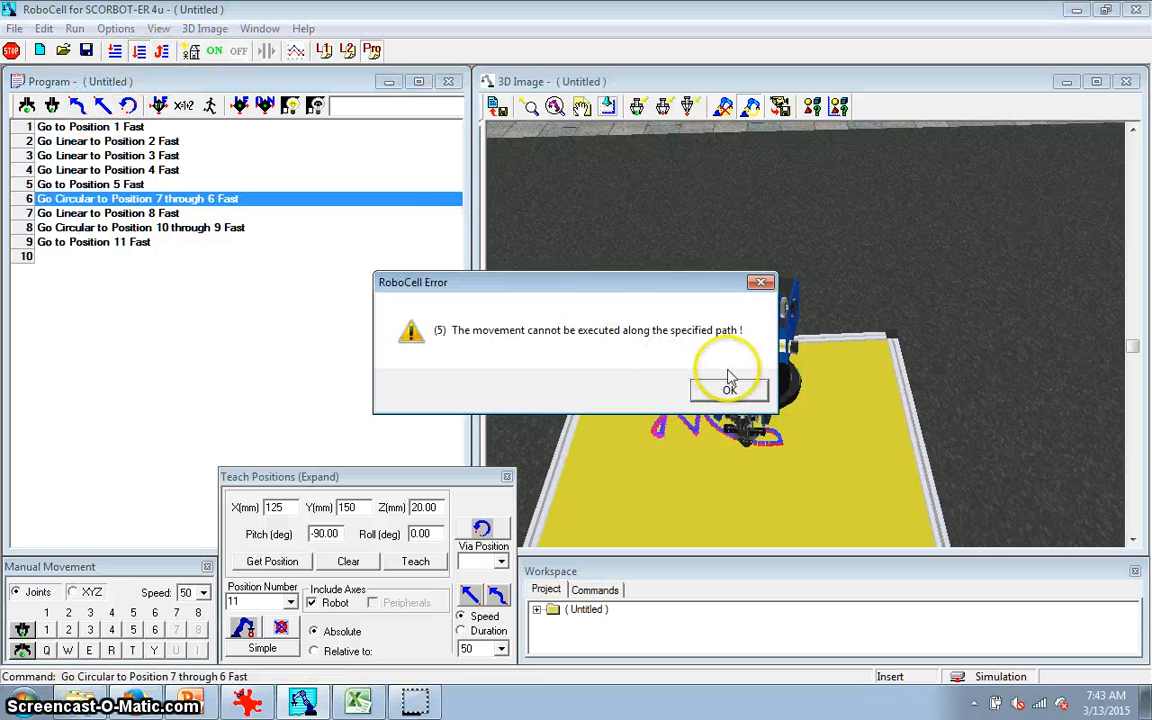 RoboCell for SCORBOT-ER 4u - (Untitled )
File Edit Run Options View 3D Image Window Help
STOP ON OFF L1 L2 Prg
Program - ( Untitled )
3D Image - ( Untitled )
1 Go to Position 1 Fast
2 Go Linear to Position 2 Fast
3 Go Linear to Position 3 Fast
4 Go Linear to Position 4 Fast
5 Go to Position 5 Fast
6 Go Circular to Position 7 through 6 Fast
7 Go Linear to Position 8 Fast
8 Go Circular to Position 10 through 9 Fast
9 Go to Position 11 Fast
10
RoboCell Error
(5) The movement cannot be executed along the specified path !
OK
Teach Positions (Expand)
X(mm) 125 Y(mm) 150 Z(mm) 20.00
Pitch (deg) -90.00 Roll (deg) 0.00
Get Position Clear Teach
Via Position
Position Number
11
Include Axes
Robot Peripherals
Absolute
Relative to:
Simple
Speed
Duration
50
Manual Movement
Joints XYZ Speed: 50
1 2 3 4 5 6 7 8
1 2 3 4 5 6 7 8
Q W E R T Y U I
Workspace
Project Commands
( Untitled )
Command: Go Circular to Position 7 through 6 Fast
Insert
Simulation
Screencast-O-Matic.com
7:43 AM
3/13/2015